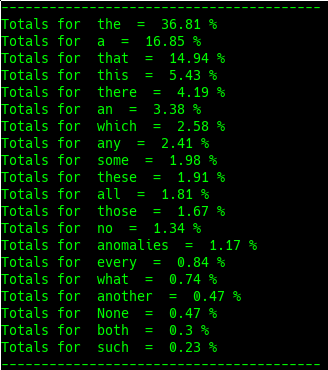 ----------------------------------------
Totals for  the  =  36.81 %
Totals for  a  =  16.85 %
Totals for  that  =  14.94 %
Totals for  this  =  5.43 %
Totals for  there  =  4.19 %
Totals for  an  =  3.38 %
Totals for  which  =  2.58 %
Totals for  any  =  2.41 %
Totals for  some  =  1.98 %
Totals for  these  =  1.91 %
Totals for  all  =  1.81 %
Totals for  those  =  1.67 %
Totals for  no  =  1.34 %
Totals for  anomalies  =  1.17 %
Totals for  every  =  0.84 %
Totals for  what  =  0.74 %
Totals for  another  =  0.47 %
Totals for  None  =  0.47 %
Totals for  both  =  0.3 %
Totals for  such  =  0.23 %
----------------------------------------